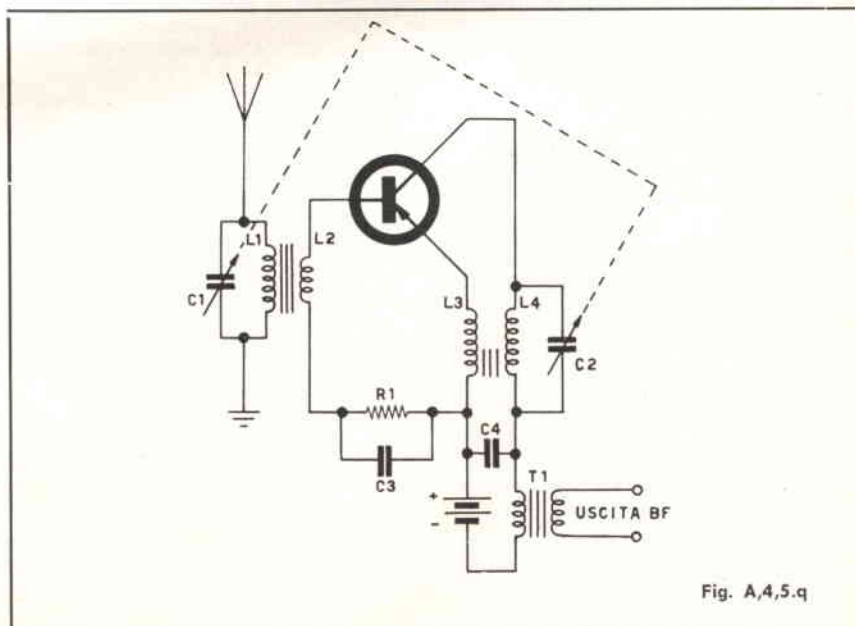 L1
L2
C1
L3
L4
C2
R1
C4
C3
T1
+
-
USCITA BF
Fig. A,4,5.q